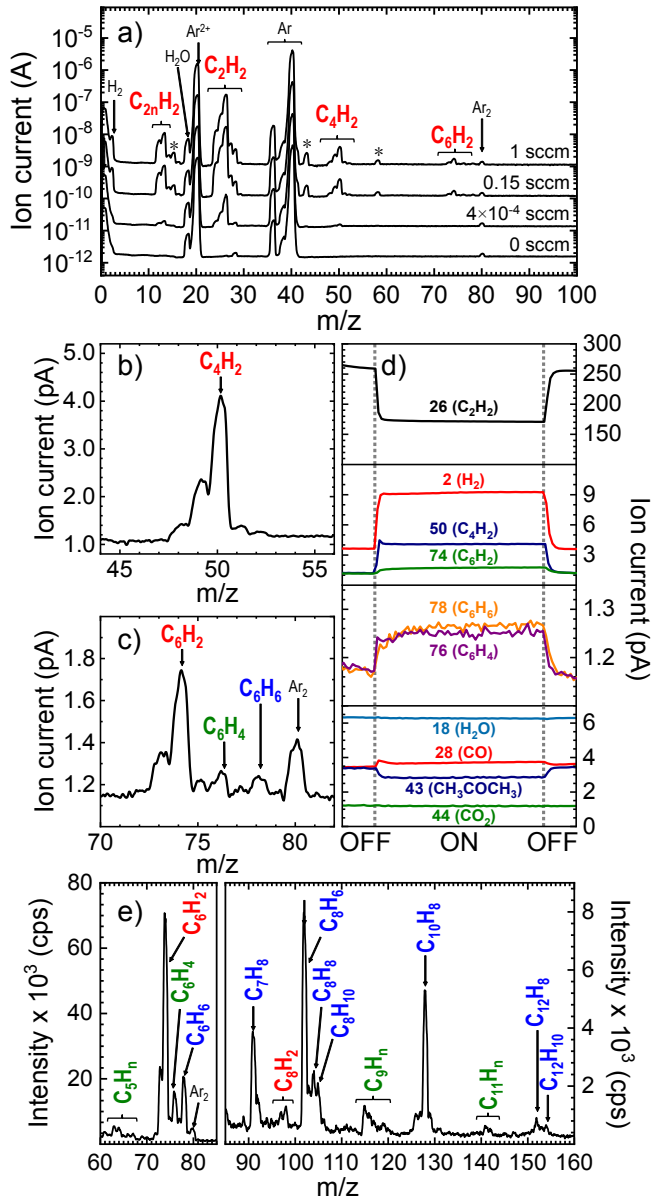 a)
Ion current (A)
10⁻⁵
10⁻⁶
10⁻⁷
10⁻⁸
10⁻⁹
10⁻¹⁰
10⁻¹¹
10⁻¹²
H₂
C₂ₙH₂
*
H₂O
Ar²⁺
C₂H₂
Ar
*
C₄H₂
*
C₆H₂
Ar₂
1 sccm
0.15 sccm
4×10⁻⁴ sccm
0 sccm
0 10 20 30 40 50 60 70 80 90 100
m/z
b)
Ion current (pA)
5.0
4.0
3.0
2.0
1.0
C₄H₂
45 50 55
m/z
c)
Ion current (pA)
1.8
1.6
1.4
1.2
C₆H₂
C₆H₄
C₆H₆
Ar₂
70 75 80
m/z
d)
300
250
200
150
26 (C₂H₂)
2 (H₂)
9
6
3
50 (C₄H₂)
74 (C₆H₂)
78 (C₆H₆)
76 (C₆H₄)
1.3
1.2
18 (H₂O)
28 (CO)
43 (CH₃COCH₃)
44 (CO₂)
6
4
2
0
Ion current (pA)
OFF ON OFF
e)
Intensity x 10³ (cps)
80
60
40
20
C₅Hₙ
C₆H₂
C₆H₄
C₆H₆
Ar₂
C₇H₈
C₈H₂
C₈H₆
C₈H₈
C₈H₁₀
C₉Hₙ
C₁₀H₈
C₁₁Hₙ
C₁₂H₈
C₁₂H₁₀
8
6
4
2
Intensity x 10³ (cps)
60 70 80 90 100 110 120 130 140 150 160
m/z